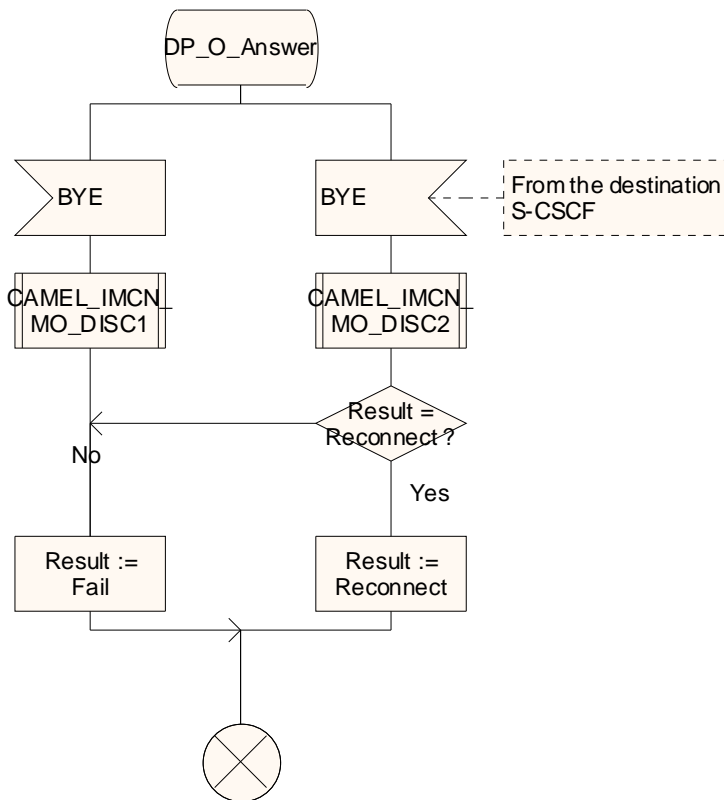 DP_O_Answer
BYE
BYE
From the destination
S-CSCF
CAMEL_IMCN_
MO_DISC1
CAMEL_IMCN_
MO_DISC2
Result =
Reconnect ?
No
Yes
Result :=
Fail
Result :=
Reconnect